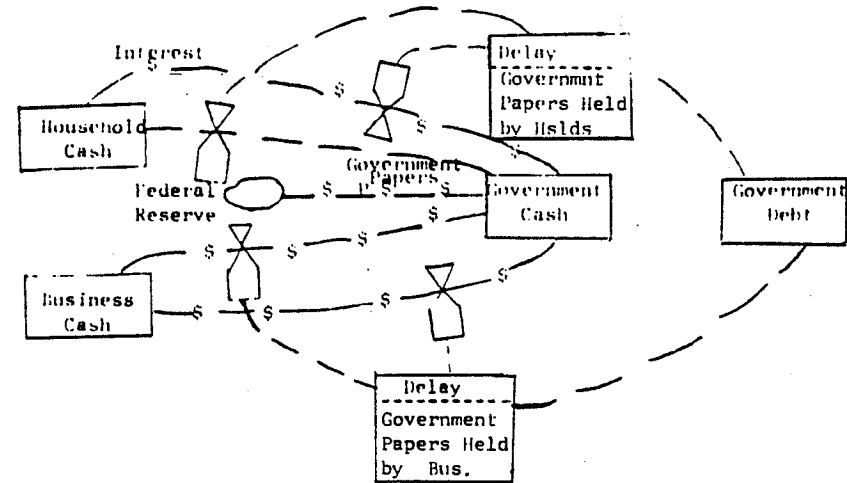 Interest
$ $ $ $
Delay
Governmnt
Papers Held
by Hslds
Household
Cash
Government
Papers
Federal
Reserve
$ $ $
Government
Cash
Government
Debt
$ $ $ $
Business
Cash
$ $ $ $
Delay
Government
Papers Held
by Bus.